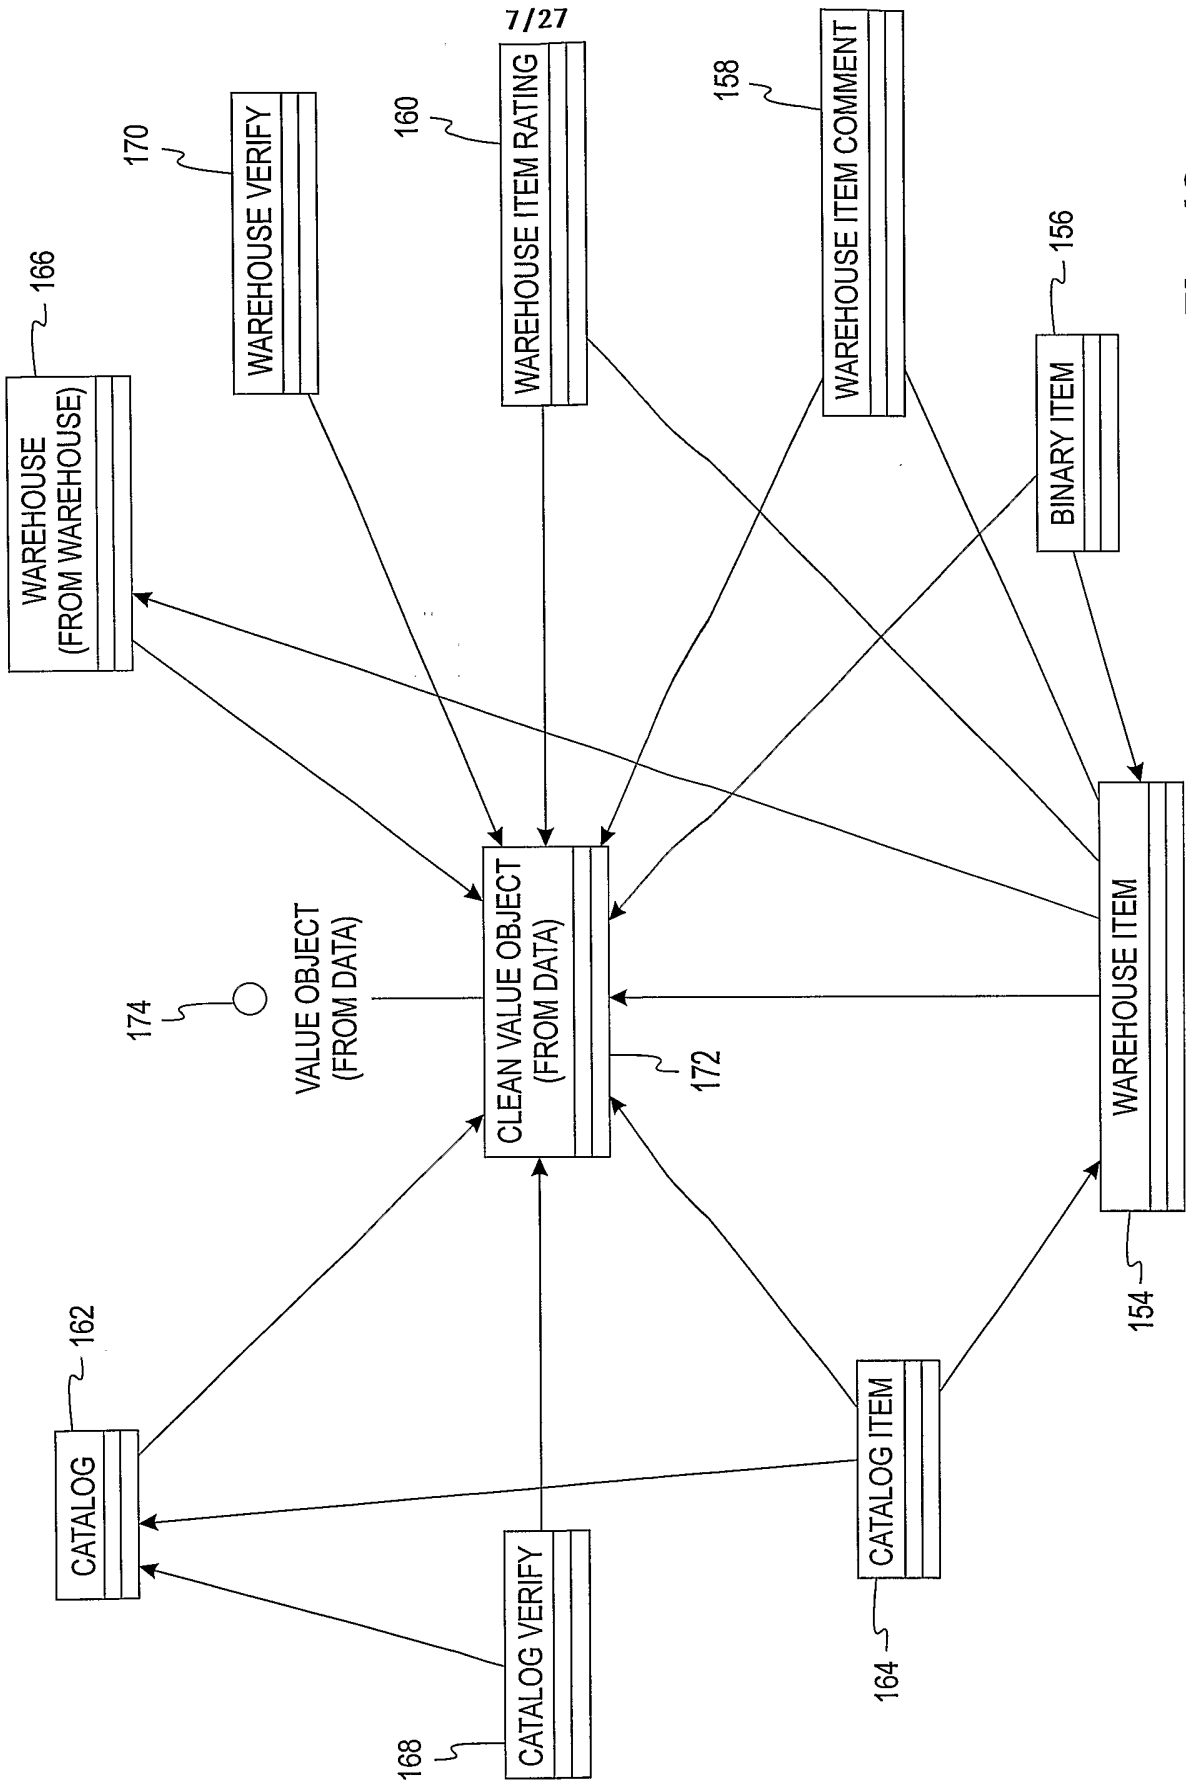 7/27
CATALOG
162
WAREHOUSE
(FROM WAREHOUSE)
166
174
VALUE OBJECT
(FROM DATA)
170
WAREHOUSE VERIFY
CATALOG VERIFY
168
CLEAN VALUE OBJECT
(FROM DATA)
172
160
WAREHOUSE ITEM RATING
158
WAREHOUSE ITEM COMMENT
CATALOG ITEM
164
BINARY ITEM
156
WAREHOUSE ITEM
154